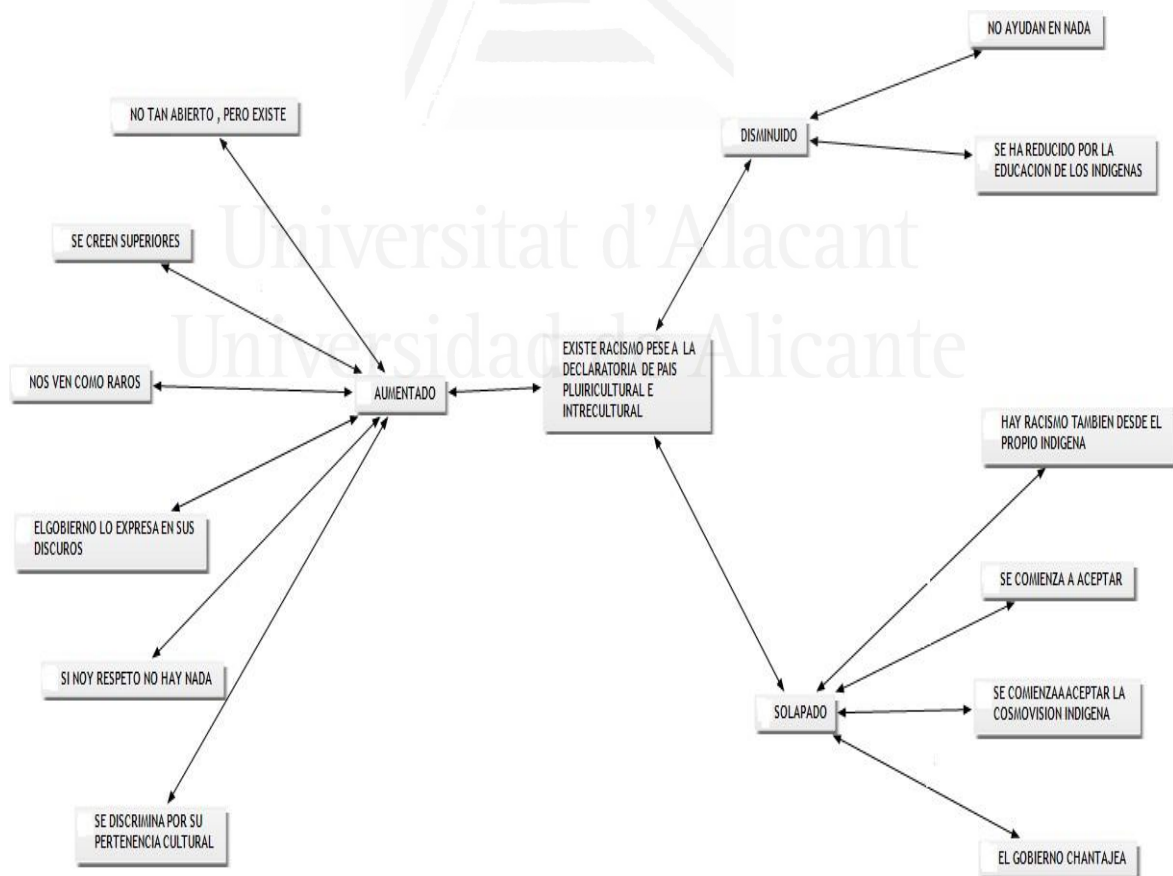 NO AYUDAN EN NADA
NO TAN ABIERTO , PERO EXISTE
DISMINUIDO
SE HA REDUCIDO POR LA
EDUCACION DE LOS INDIGENAS
Universitat d'Alacant
Universidad de Alicante
SE CREEN SUPERIORES
EXISTE RACISMO PESE A LA
DECLARATORIA DE PAIS
PLUIRICULTURAL E
INTRECULTURAL
NOS VEN COMO RAROS
AUMENTADO
HAY RACISMO TAMBIEN DESDE EL
PROPIO INDIGENA
ELGOBIERNO LO EXPRESA EN SUS
DISCUROS
SE COMIENZA A ACEPTAR
SI NOY RESPETO NO HAY NADA
SOLAPADO
SE COMIENZAAACEPTAR LA
COSMOVISION INDIGENA
SE DISCRIMINA POR SU
PERTENENCIA CULTURAL
EL GOBIERNO CHANTAJEA